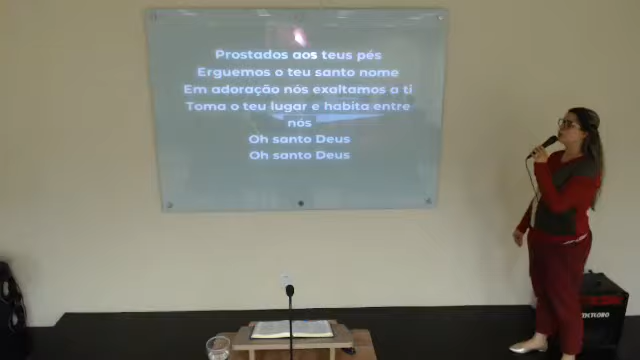 Prostados aos teus pés
Erguemos o teu santo nome
Em adoração nós exaltamos a ti
Toma o teu lugar e habita entre
nós
Oh santo Deus
Oh santo Deus